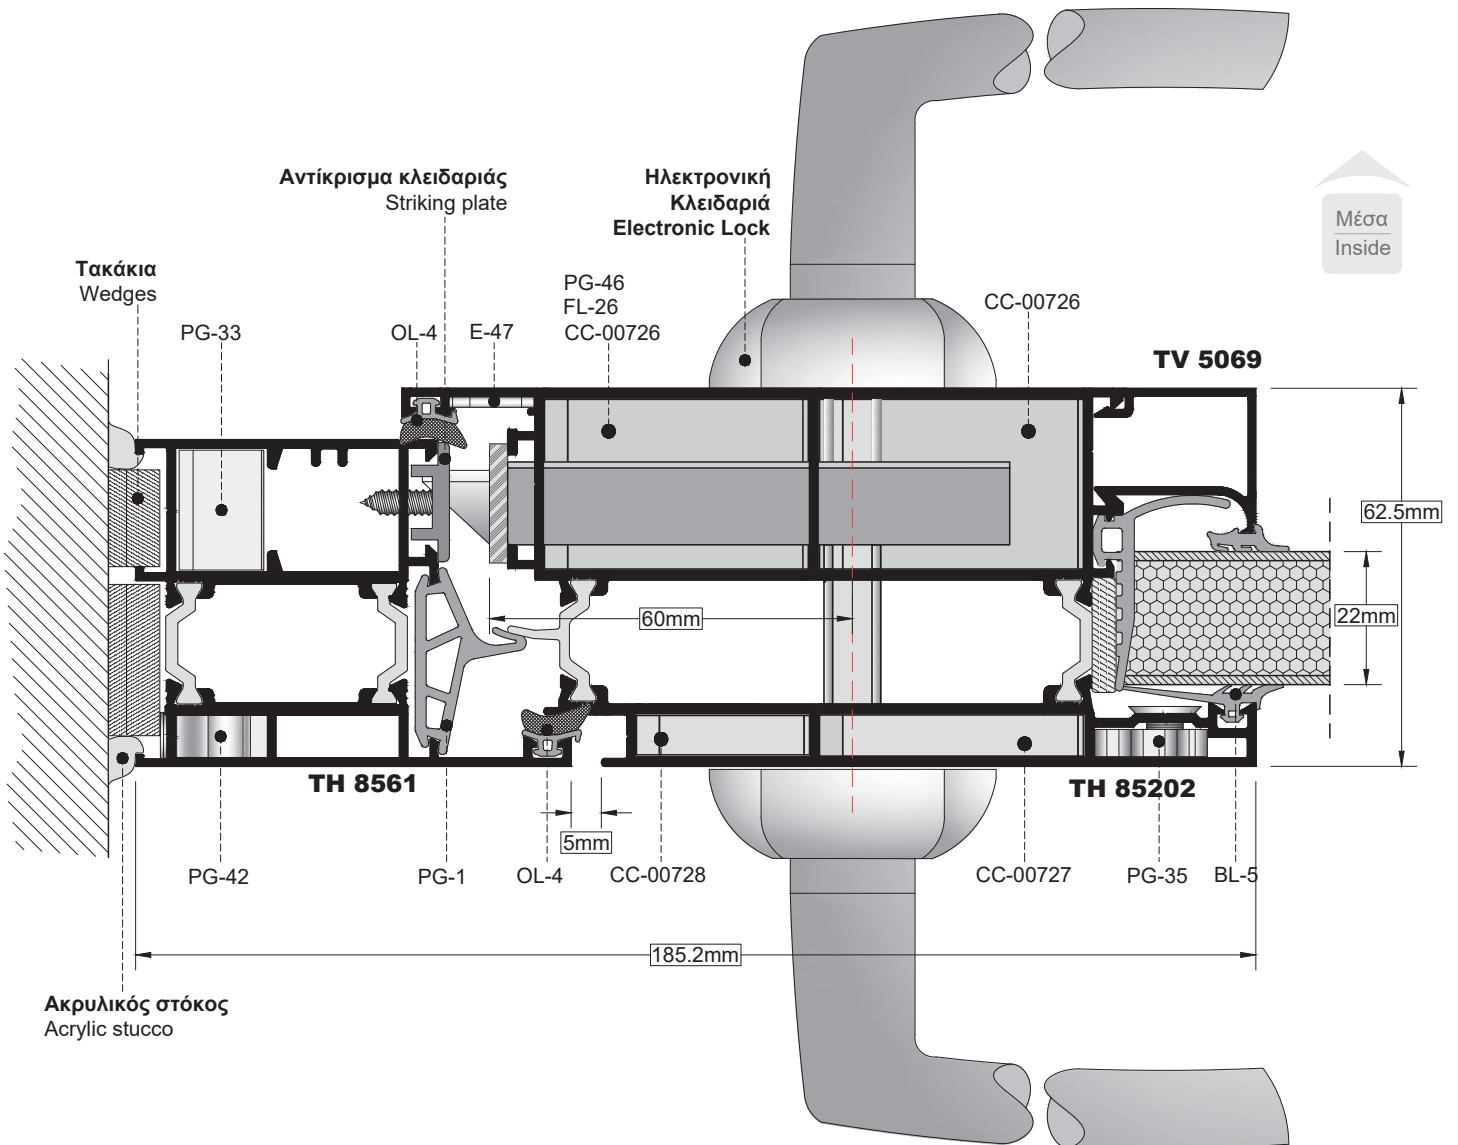 Αντίκρισμα κλειδαριάς
Striking plate
Ηλεκτρονική
Κλειδαριά
Electronic Lock
Μέσα
Inside
Τακάκια
Wedges
PG-33
OL-4
E-47
PG-46
FL-26
CC-00726
CC-00726
TV 5069
62.5mm
22mm
60mm
TH 8561
TH 85202
5mm
PG-42
PG-1
OL-4
CC-00728
CC-00727
PG-35
BL-5
185.2mm
Ακρυλικός στόκος
Acrylic stucco